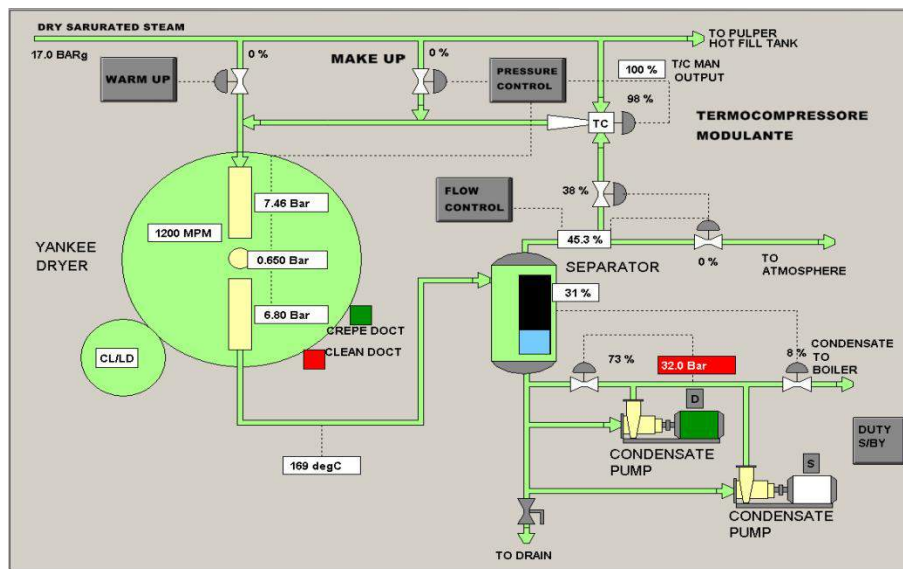 DRY SARURATED STEAM
17.0 BARg
0 %
WARM UP
MAKE UP
0 %
PRESSURE
CONTROL
100 %
T/C MAN
OUTPUT
TO PULPER
HOT FILL TANK
98 %
TC
TERMOCOMPRESSORE
MODULANTE
FLOW
CONTROL
38 %
45.3 %
0 %
TO
ATMOSPHERE
YANKEE
DRYER
1200 MPM
7.46 Bar
0.650 Bar
6.80 Bar
CREPE DOCT
CLEAN DOCT
CL/LD
169 degC
SEPARATOR
31 %
73 %
32.0 Bar
8 %
CONDENSATE
TO
BOILER
D
CONDENSATE
PUMP
S
CONDENSATE
PUMP
DUTY
S/BY
TO DRAIN